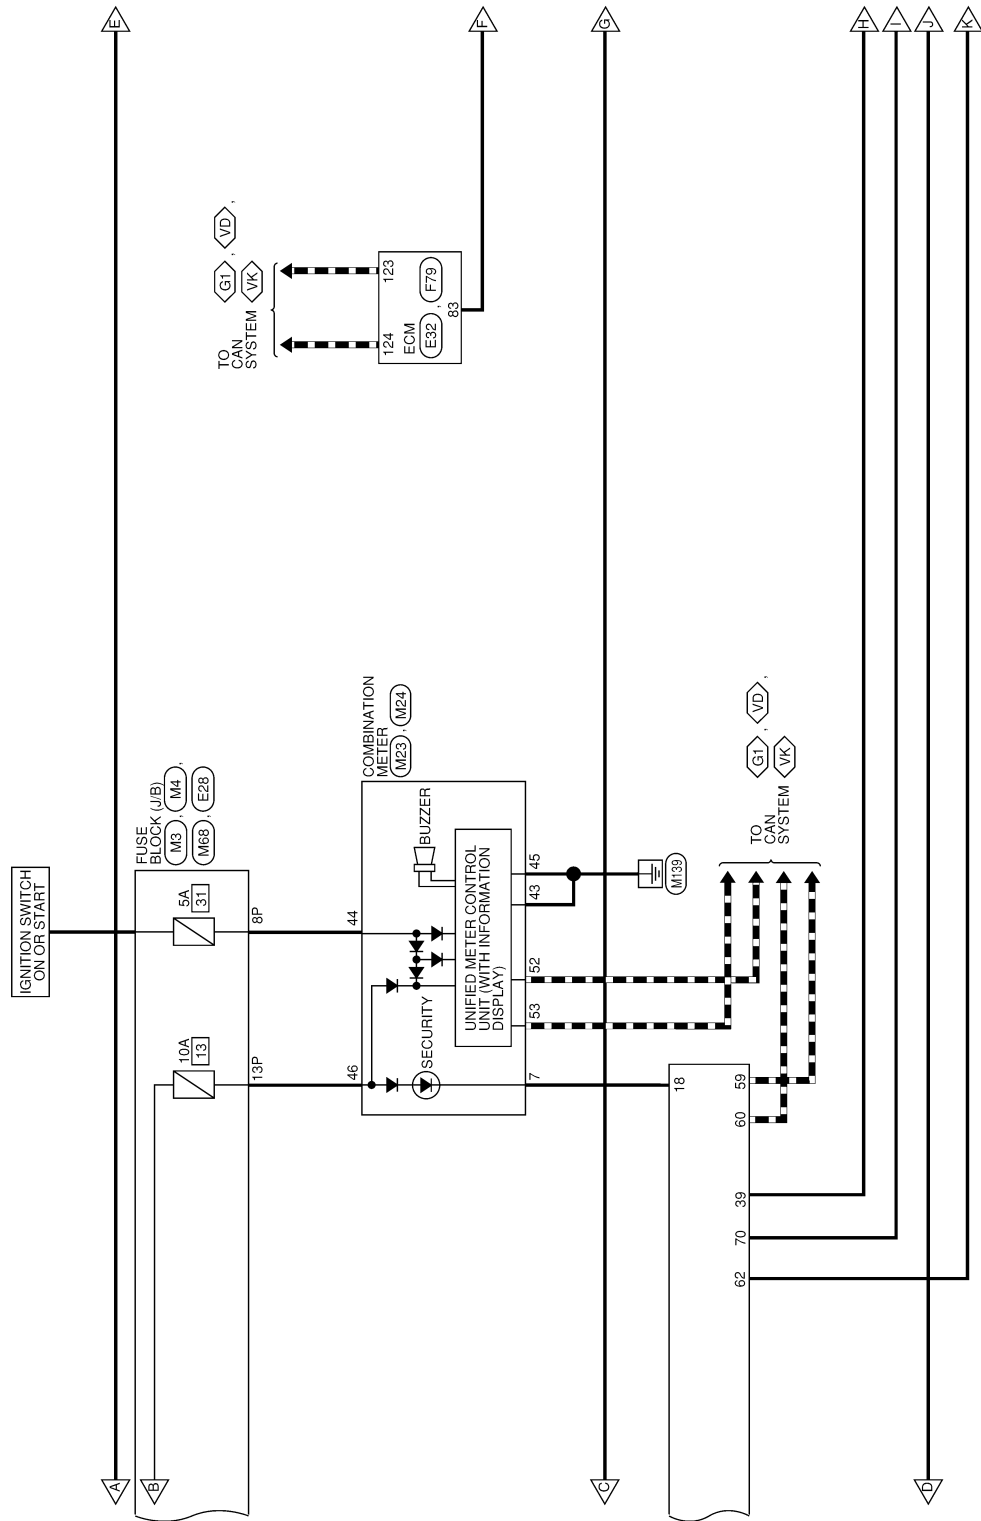 IGNITION SWITCH
ON OR START
A
E
B
FUSE
BLOCK (J/B)
M3 , M4 ,
M68 , E28
10A
13
5A
31
13P
8P
TO
CAN
SYSTEM
G1 , VD ,
VK
124
123
ECM
E32 , F79
83
F
COMBINATION
METER
M23 , M24
46
44
SECURITY
BUZZER
UNIFIED METER CONTROL
UNIT (WITH INFORMATION
DISPLAY)
7
53
52
43
45
M139
C
G
18
62
70
39
60
59
TO
CAN
SYSTEM
G1 , VD ,
VK
H
I
D
J
K